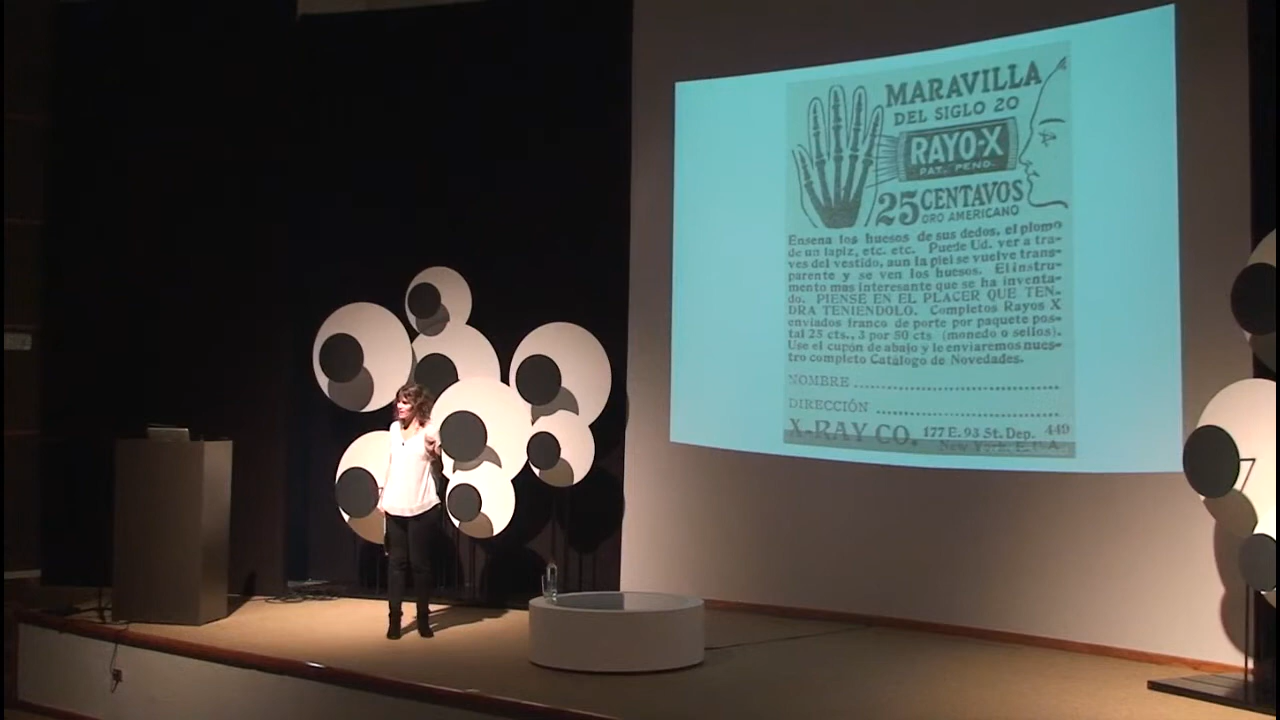 MARAVILLA
DEL SIGLO 20
RAYO-X
PAT. PEND.
25 CENTAVOS
ORO AMERICANO
Ensena los huesos de sus dedos, el plomo
de un lapiz, etc. etc. Puede Ud. ver a tra-
ves del vestido, aun la piel se vuelve trans-
parente y se ven los huesos. El instru-
mento mas interesante que se ha inventa-
do. PIENSE EN EL PLACER QUE TEN-
DRA TENIENDOLO. Completos Rayos X
enviados franco de porte por paquete pos-
tal 25 cts., 3 por 50 cts (monedo o sellos).
Use el cupón de abajo y le enviaremos nues-
tro completo Catálogo de Novedades.
NOMBRE
DIRECCIÓN
X-RAY CO. 177 E. 93 St. Dep. 449
New York, E.U.A.